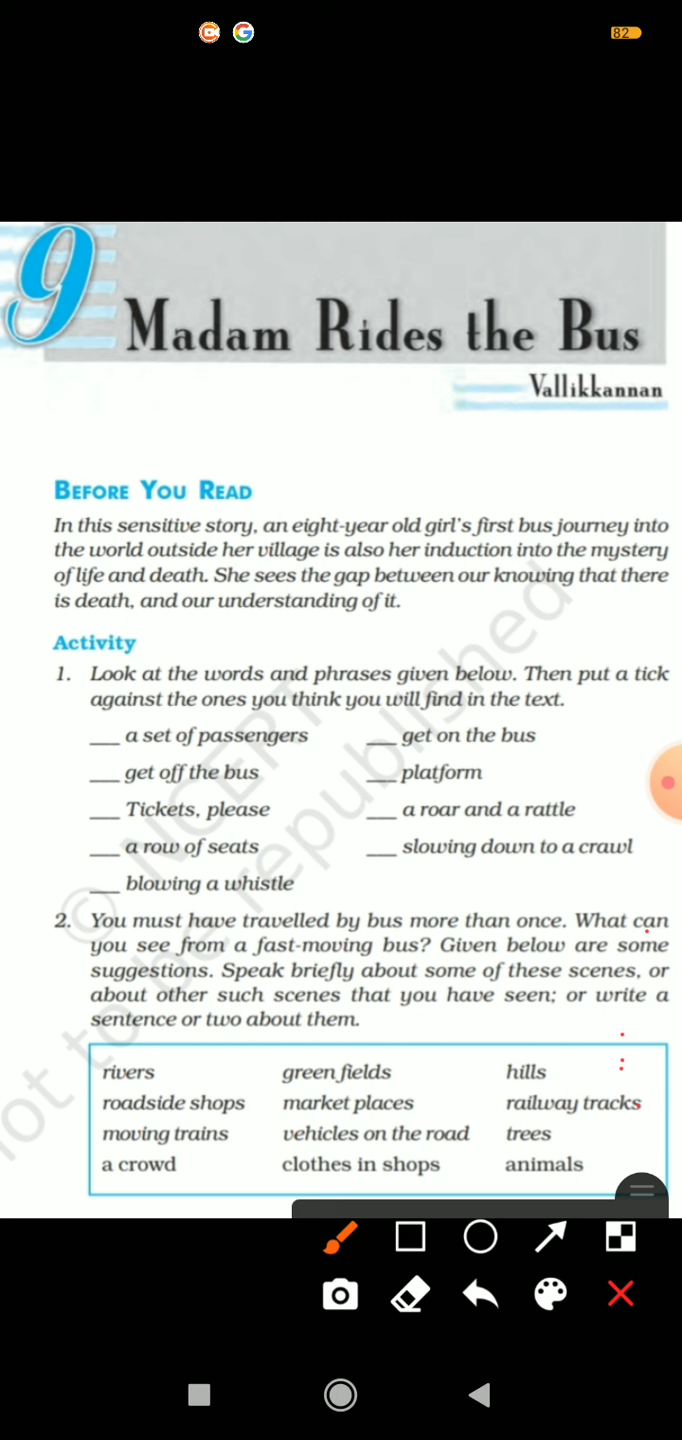 82
9
Madam Rides the Bus
Vallikkannan
BEFORE YOU READ
In this sensitive story, an eight-year old girl's first bus journey into
the world outside her village is also her induction into the mystery
of life and death. She sees the gap between our knowing that there
is death, and our understanding of it.
Activity
1. Look at the words and phrases given below. Then put a tick
against the ones you think you will find in the text.
___ a set of passengers ___ get on the bus
___ get off the bus ___ platform
___ Tickets, please ___ a roar and a rattle
___ a row of seats ___ slowing down to a crawl
___ blowing a whistle
2. You must have travelled by bus more than once. What can
you see from a fast-moving bus? Given below are some
suggestions. Speak briefly about some of these scenes, or
about other such scenes that you have seen; or write a
sentence or two about them.
rivers green fields hills
roadside shops market places railway tracks
moving trains vehicles on the road trees
a crowd clothes in shops animals
© NCERT
not to be republished